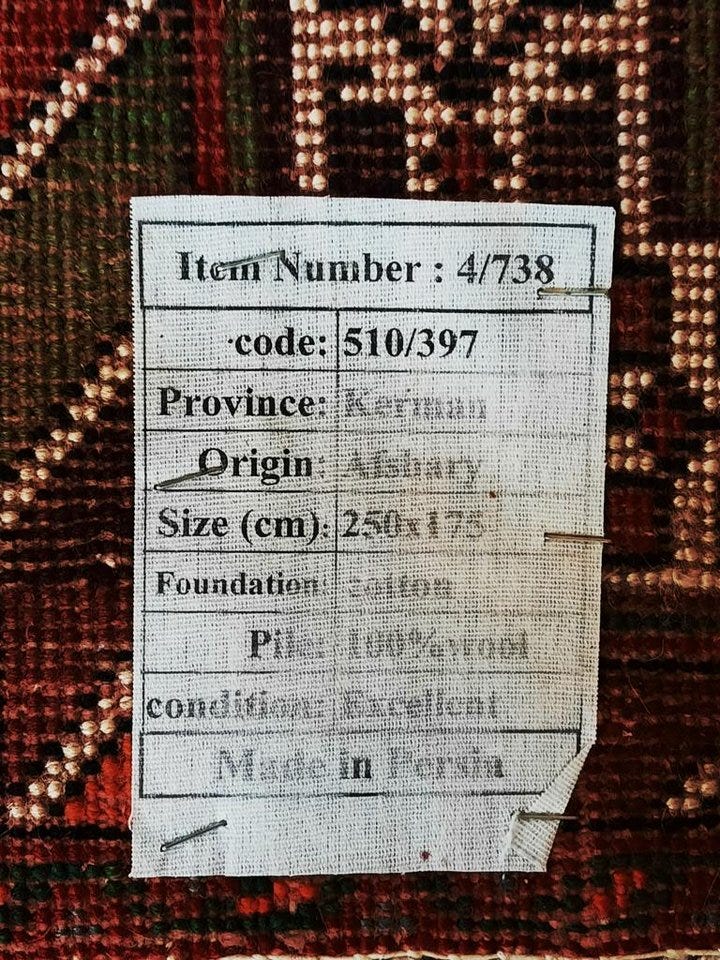 Item Number : 4/738
code: 510/397
Province: Kerman
Origin: Afshary
Size (cm): 250x175
Foundation: cotton
Pile: 100%wool
condition: Excellent
Made in Persia